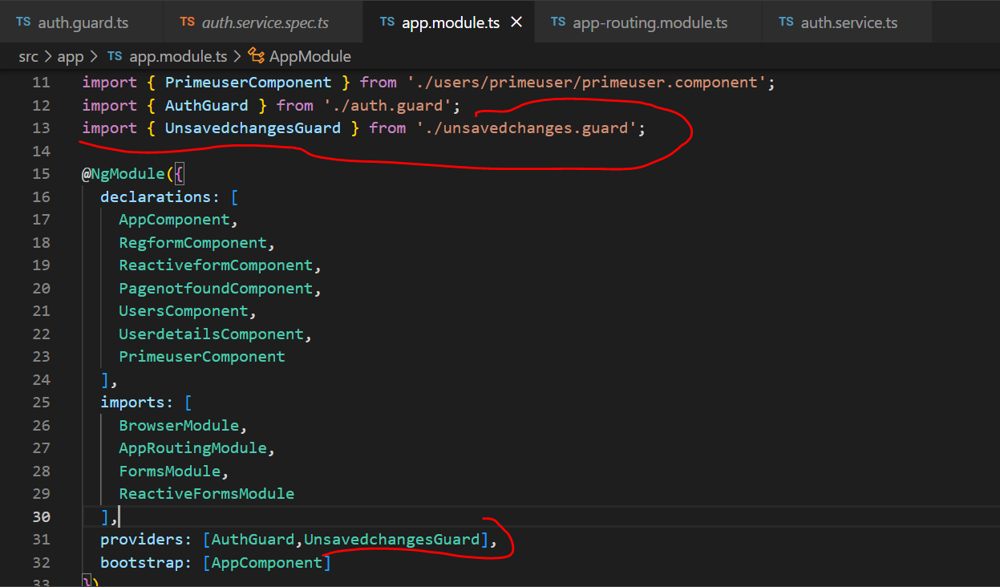 TS auth.guard.ts TS auth.service.spec.ts TS app.module.ts TS app-routing.module.ts TS auth.service.ts
src > app > TS app.module.ts > AppModule
11 import { PrimeuserComponent } from './users/primeuser/primeuser.component';
12 import { AuthGuard } from './auth.guard';
13 import { UnsavedchangesGuard } from './unsavedchanges.guard';
14
15 @NgModule({
16 declarations: [
17 AppComponent,
18 RegformComponent,
19 ReactiveformComponent,
20 PagenotfoundComponent,
21 UsersComponent,
22 UserdetailsComponent,
23 PrimeuserComponent
24 ],
25 imports: [
26 BrowserModule,
27 AppRoutingModule,
28 FormsModule,
29 ReactiveFormsModule
30 ],
31 providers: [AuthGuard,UnsavedchangesGuard],
32 bootstrap: [AppComponent]
33 })